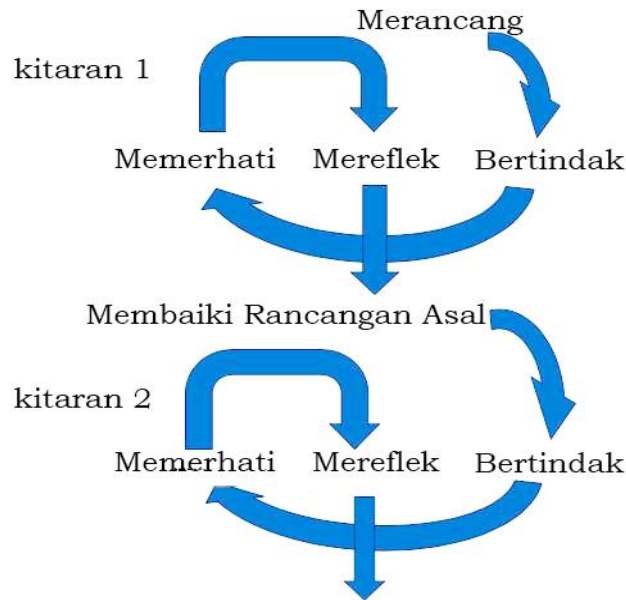 Merancang
kitaran 1
Memerhati Mereflek Bertindak
Membaiki Rancangan Asal
kitaran 2
Memerhati Mereflek Bertindak